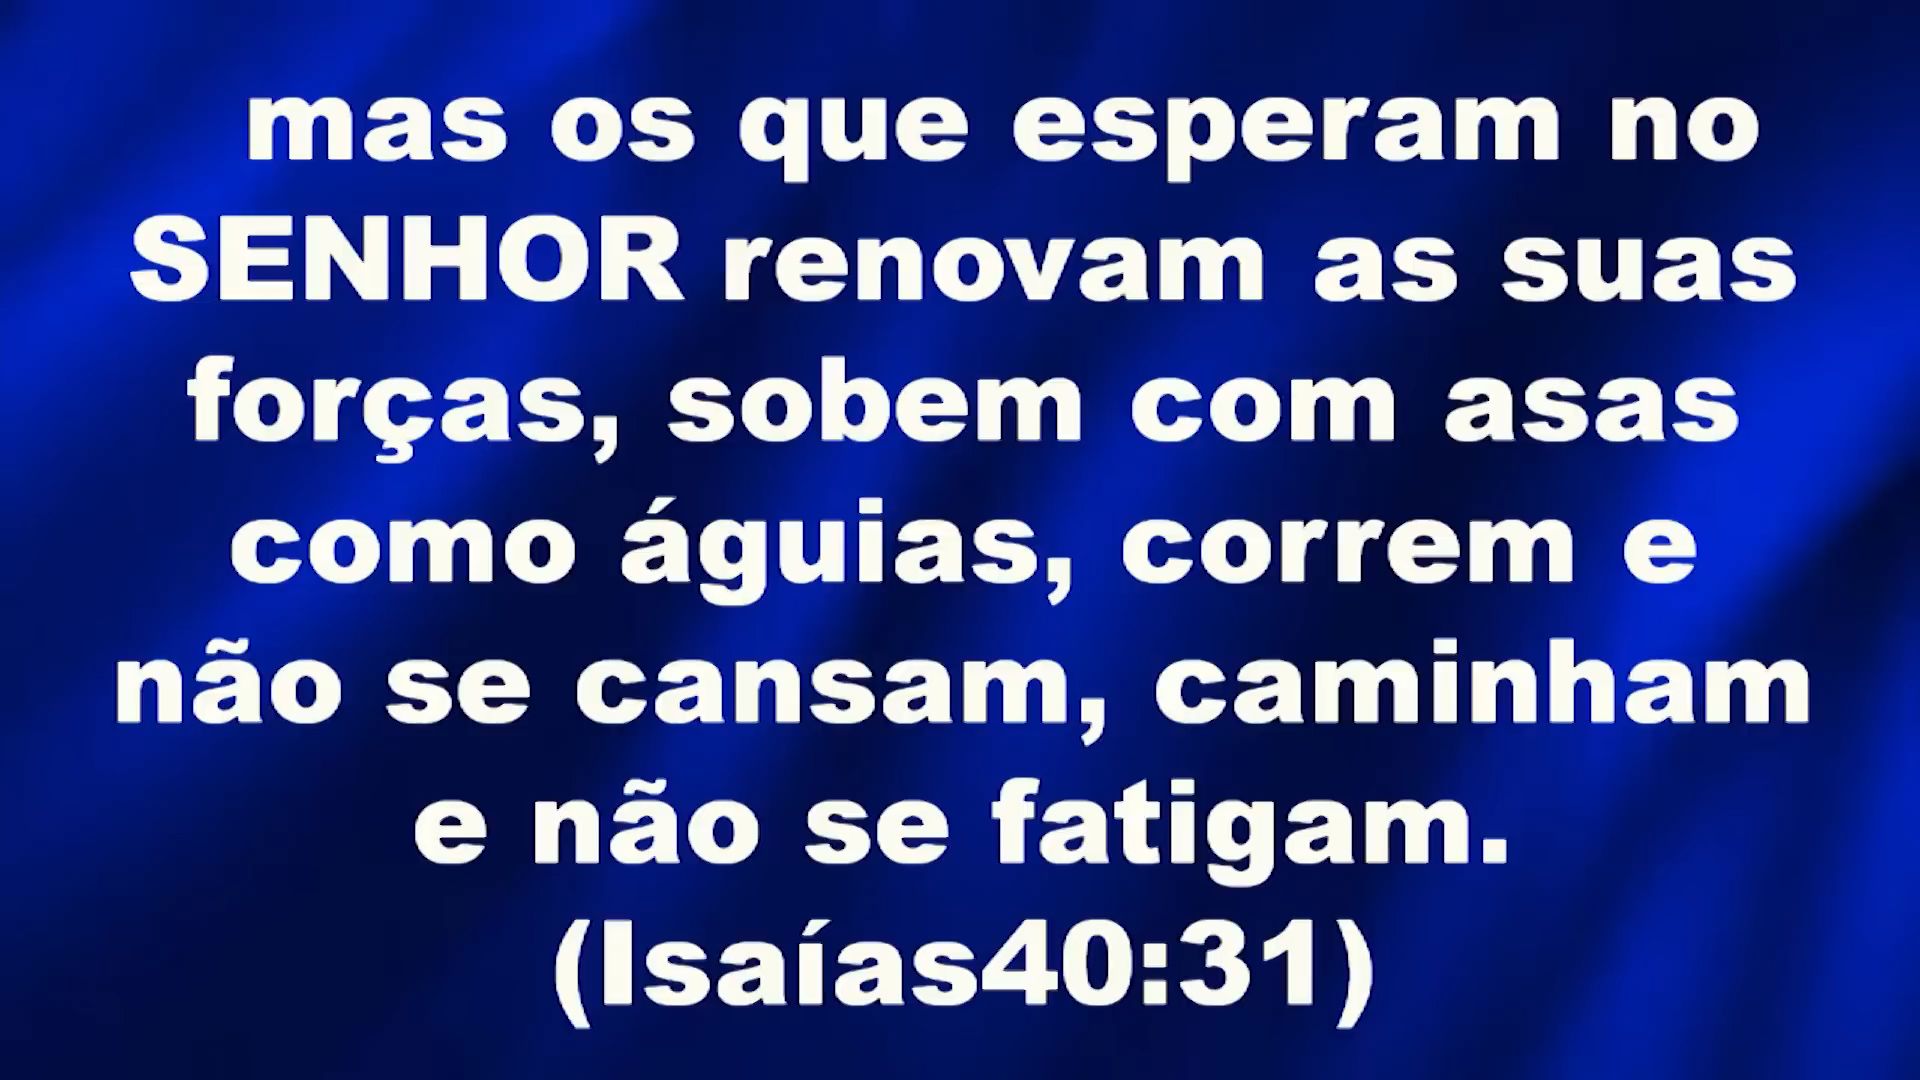 mas os que esperam no
SENHOR renovam as suas
forças, sobem com asas
como águias, correm e
não se cansam, caminham
e não se fatigam.
(Isaías40:31)